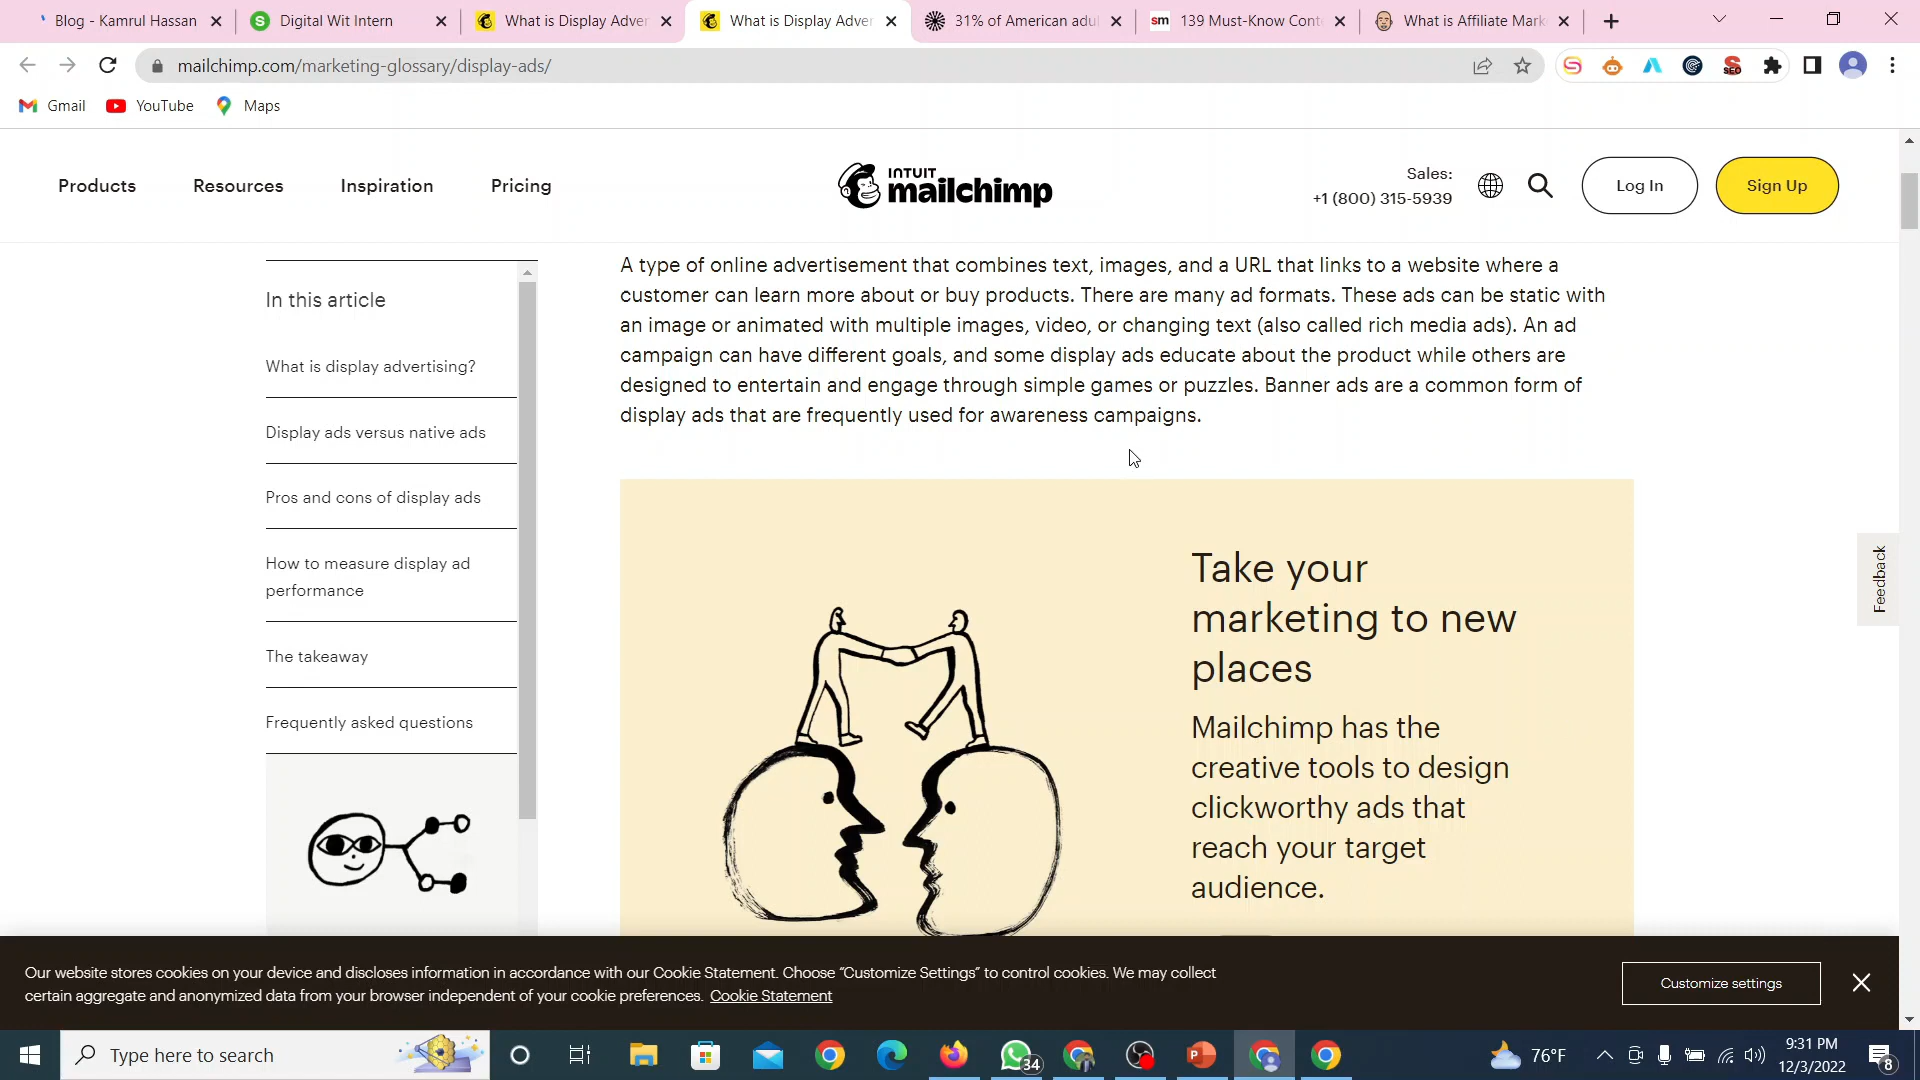 Blog - Kamrul Hassan
Digital Wit Intern
What is Display Adver
What is Display Adver
31% of American adul
sm 139 Must-Know Conte
What is Affiliate Mark
mailchimp.com/marketing-glossary/display-ads/
SEO
Gmail
YouTube
Maps
Products
Resources
Inspiration
Pricing
INTUIT
mailchimp
Sales:
+1 (800) 315-5939
Log In
Sign Up
In this article
What is display advertising?
Display ads versus native ads
Pros and cons of display ads
How to measure display ad
performance
The takeaway
Frequently asked questions
A type of online advertisement that combines text, images, and a URL that links to a website where a
customer can learn more about or buy products. There are many ad formats. These ads can be static with
an image or animated with multiple images, video, or changing text (also called rich media ads). An ad
campaign can have different goals, and some display ads educate about the product while others are
designed to entertain and engage through simple games or puzzles. Banner ads are a common form of
display ads that are frequently used for awareness campaigns.
Take your
marketing to new
places
Mailchimp has the
creative tools to design
clickworthy ads that
reach your target
audience.
Feedback
Our website stores cookies on your device and discloses information in accordance with our Cookie Statement. Choose “Customize Settings” to control cookies. We may collect
certain aggregate and anonymized data from your browser independent of your cookie preferences. Cookie Statement
Customize settings
Type here to search
34
76°F
9:31 PM
12/3/2022
8